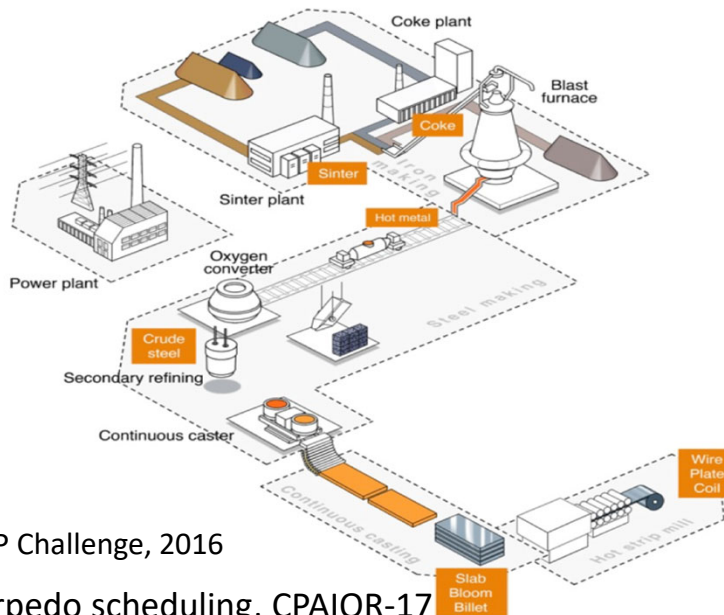 Coke plant
Blast
furnace
Coke
Sinter
Iron
making
Sinter plant
Hot metal
Power plant
Oxygen
converter
Steel making
Crude
steel
Secondary refining
Continuous caster
Continuous casting
Wire
Plate
Coil
Hot strip mill
Slab
Bloom
Billet
P Challenge, 2016
rpedo scheduling, CPAIOR-17